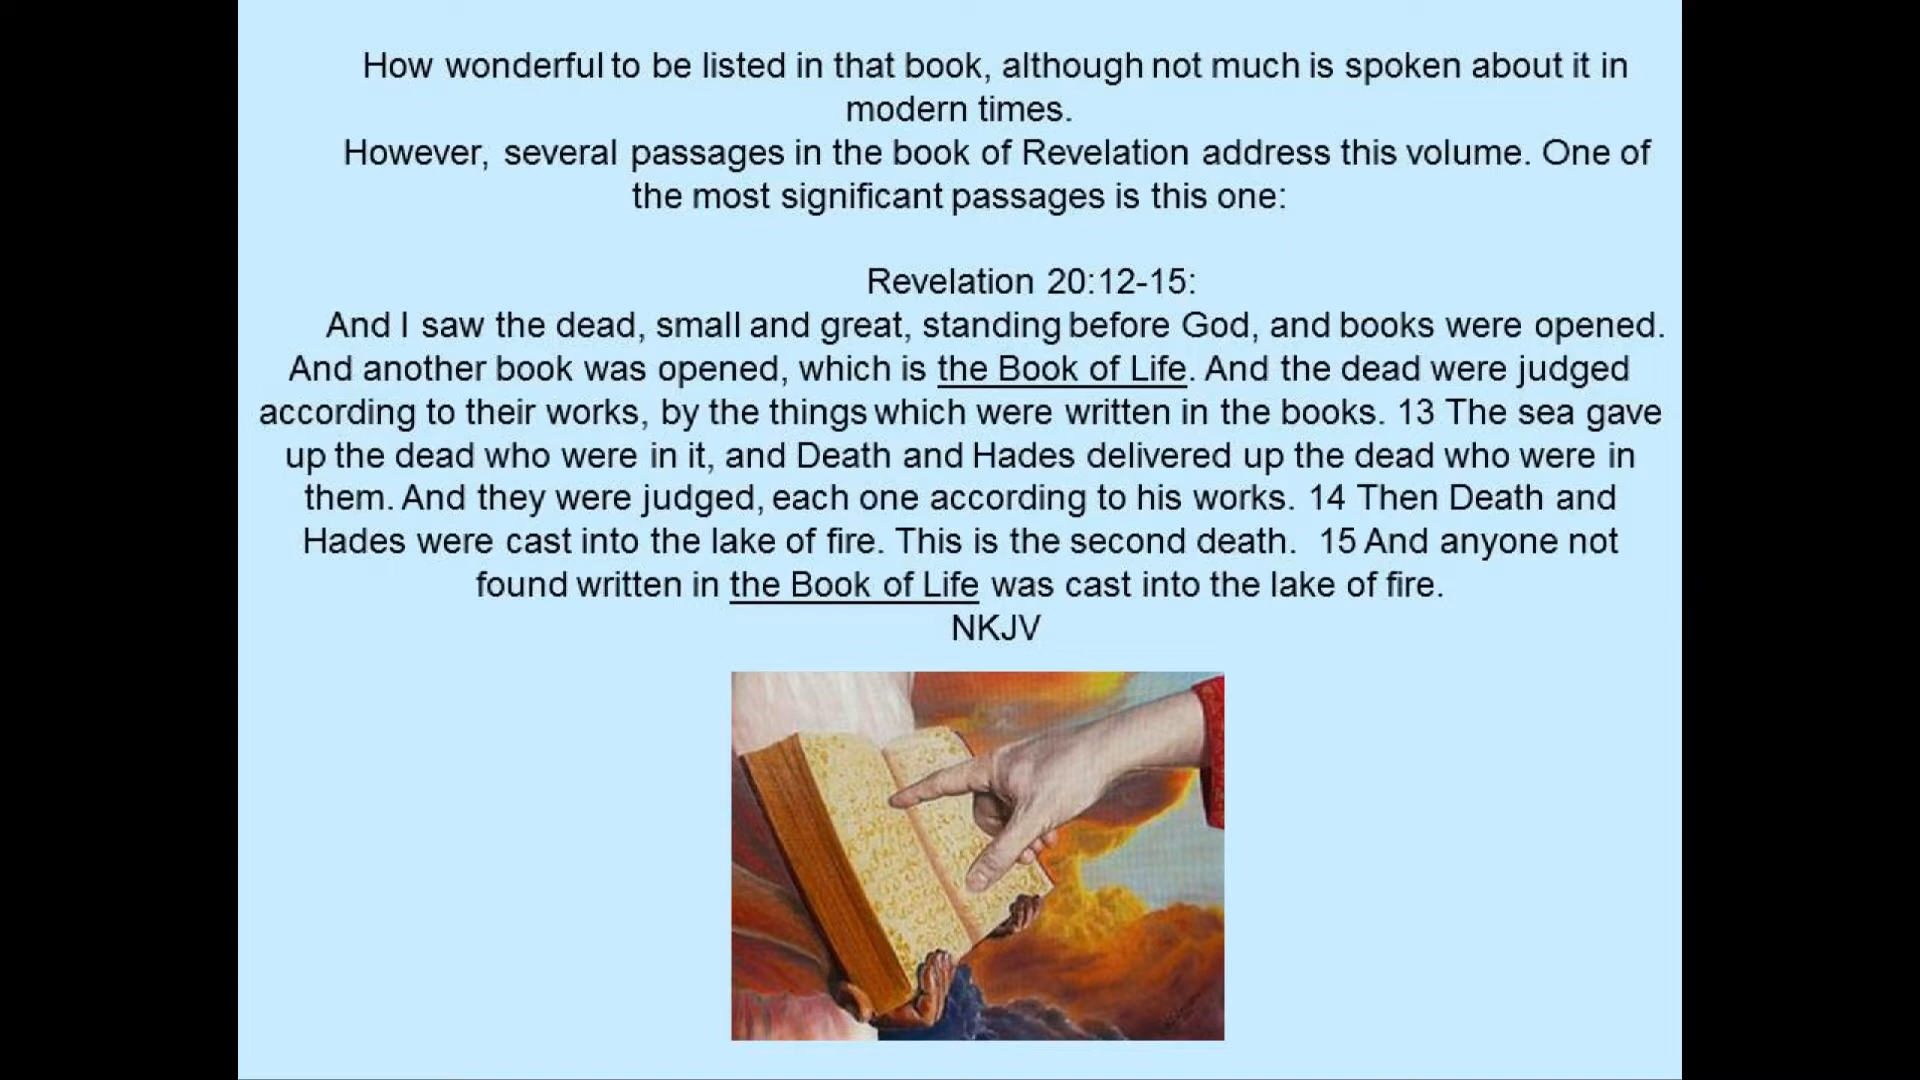 How wonderful to be listed in that book, although not much is spoken about it in
modern times.
However, several passages in the book of Revelation address this volume. One of
the most significant passages is this one:
Revelation 20:12-15:
And I saw the dead, small and great, standing before God, and books were opened.
And another book was opened, which is the Book of Life. And the dead were judged
according to their works, by the things which were written in the books. 13 The sea gave
up the dead who were in it, and Death and Hades delivered up the dead who were in
them. And they were judged, each one according to his works. 14 Then Death and
Hades were cast into the lake of fire. This is the second death.  15 And anyone not
found written in the Book of Life was cast into the lake of fire.
NKJV